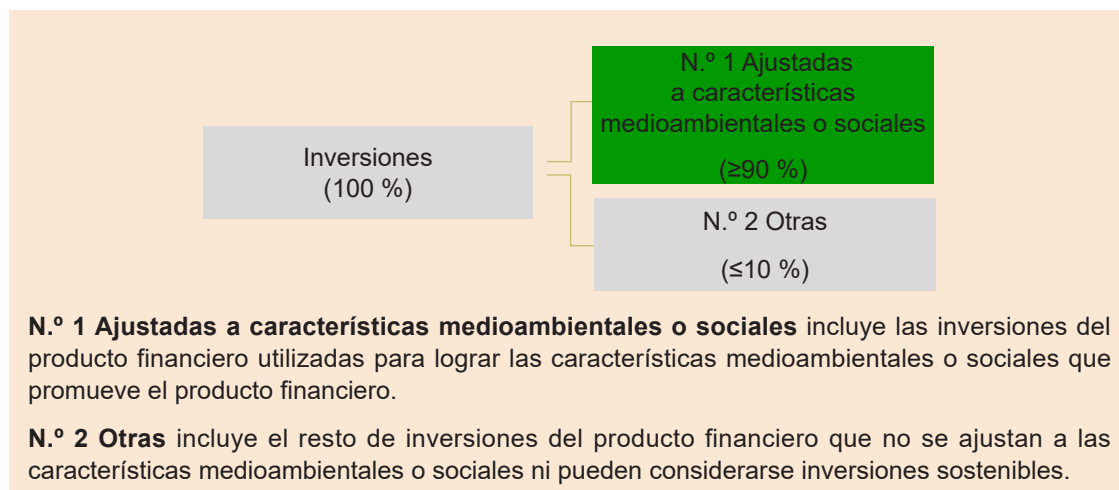 N.º 1 Ajustadas
a características
medioambientales o sociales
(≥90 %)
Inversiones
(100 %)
N.º 2 Otras
(≤10 %)
N.º 1 Ajustadas a características medioambientales o sociales incluye las inversiones del
producto financiero utilizadas para lograr las características medioambientales o sociales que
promueve el producto financiero.
N.º 2 Otras incluye el resto de inversiones del producto financiero que no se ajustan a las
características medioambientales o sociales ni pueden considerarse inversiones sostenibles.